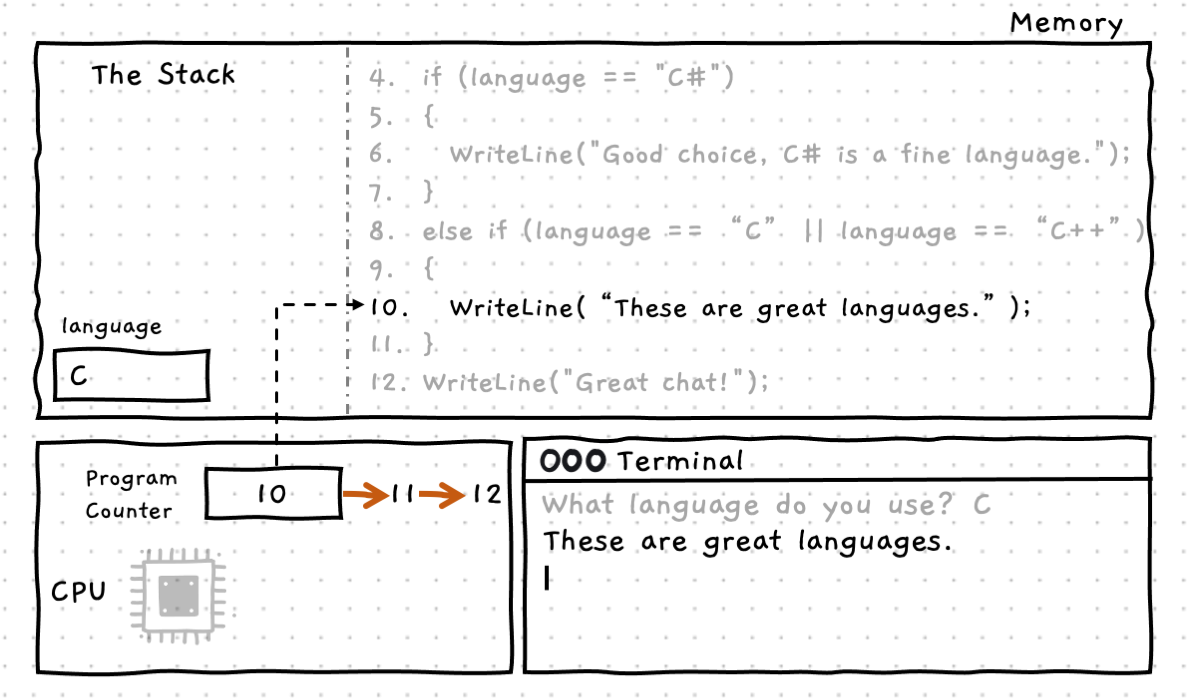 Memory
The Stack
4. if (language == "C#")
5. {
6. WriteLine("Good choice, C# is a fine language.");
7. }
8. else if (language == “C” || language == “C++” )
9. {
10. WriteLine( “These are great languages.” );
11. }
12. WriteLine("Great chat!");
language
C
Program
Counter
10 11 12
CPU
Terminal
What language do you use? C
These are great languages.